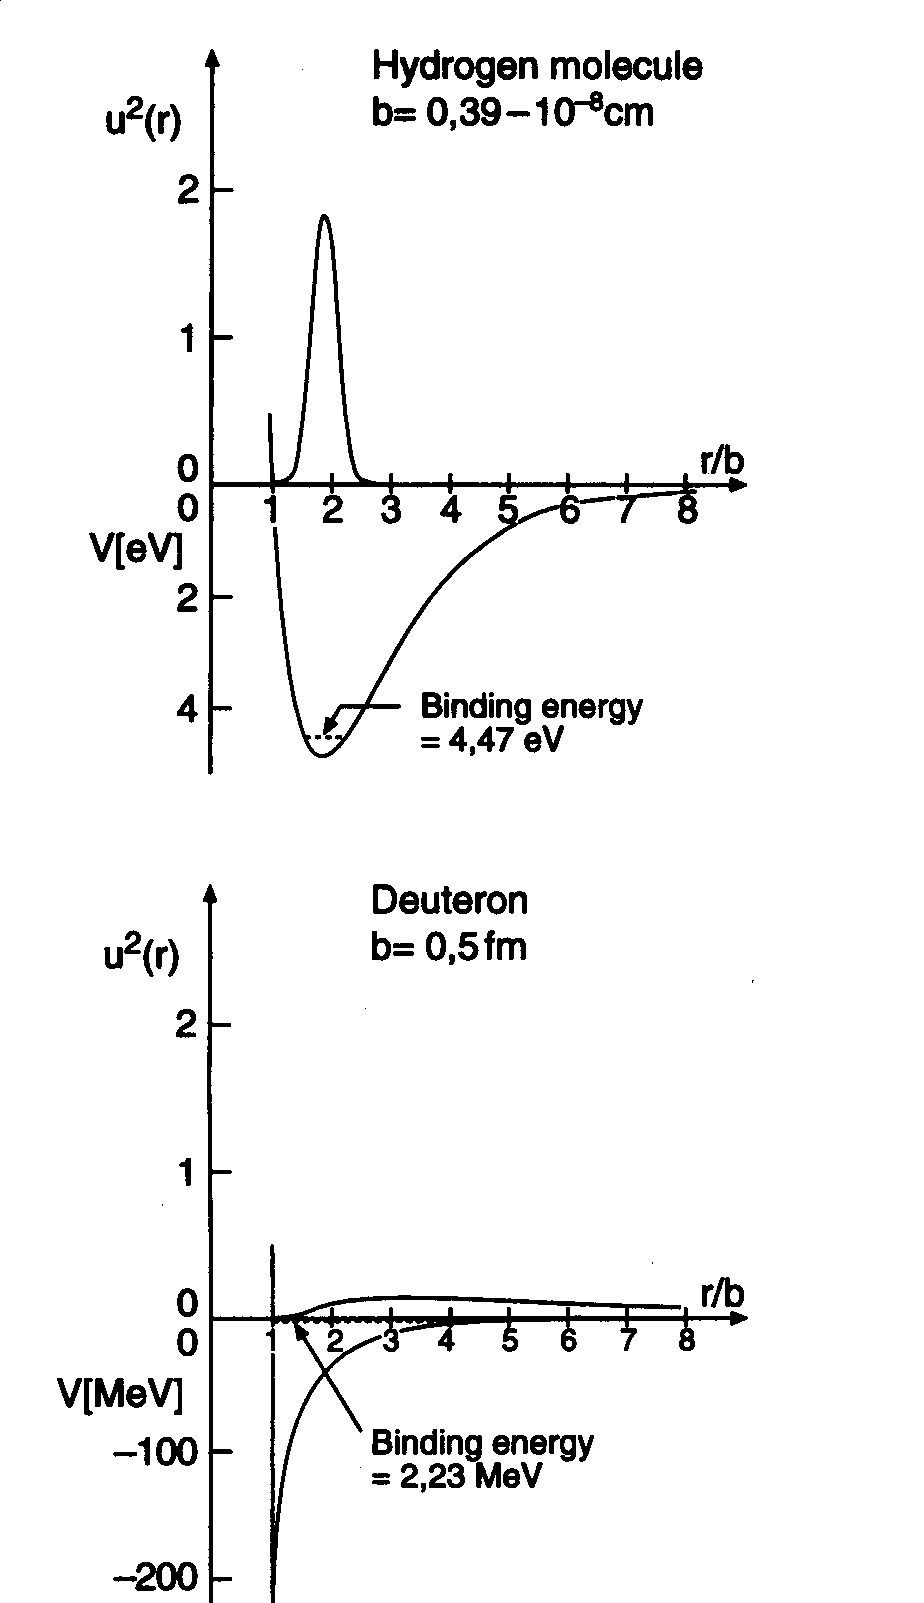 Hydrogen molecule
b= 0,39–10⁻⁸cm
u²(r)
2
1
0
r/b
0
1 2 3 4 5 6 7 8
V[eV]
2
4
Binding energy
= 4,47 eV
Deuteron
b= 0,5 fm
u²(r)
2
1
0
r/b
0
1 2 3 4 5 6 7 8
V[MeV]
–100
Binding energy
= 2,23 MeV
–200